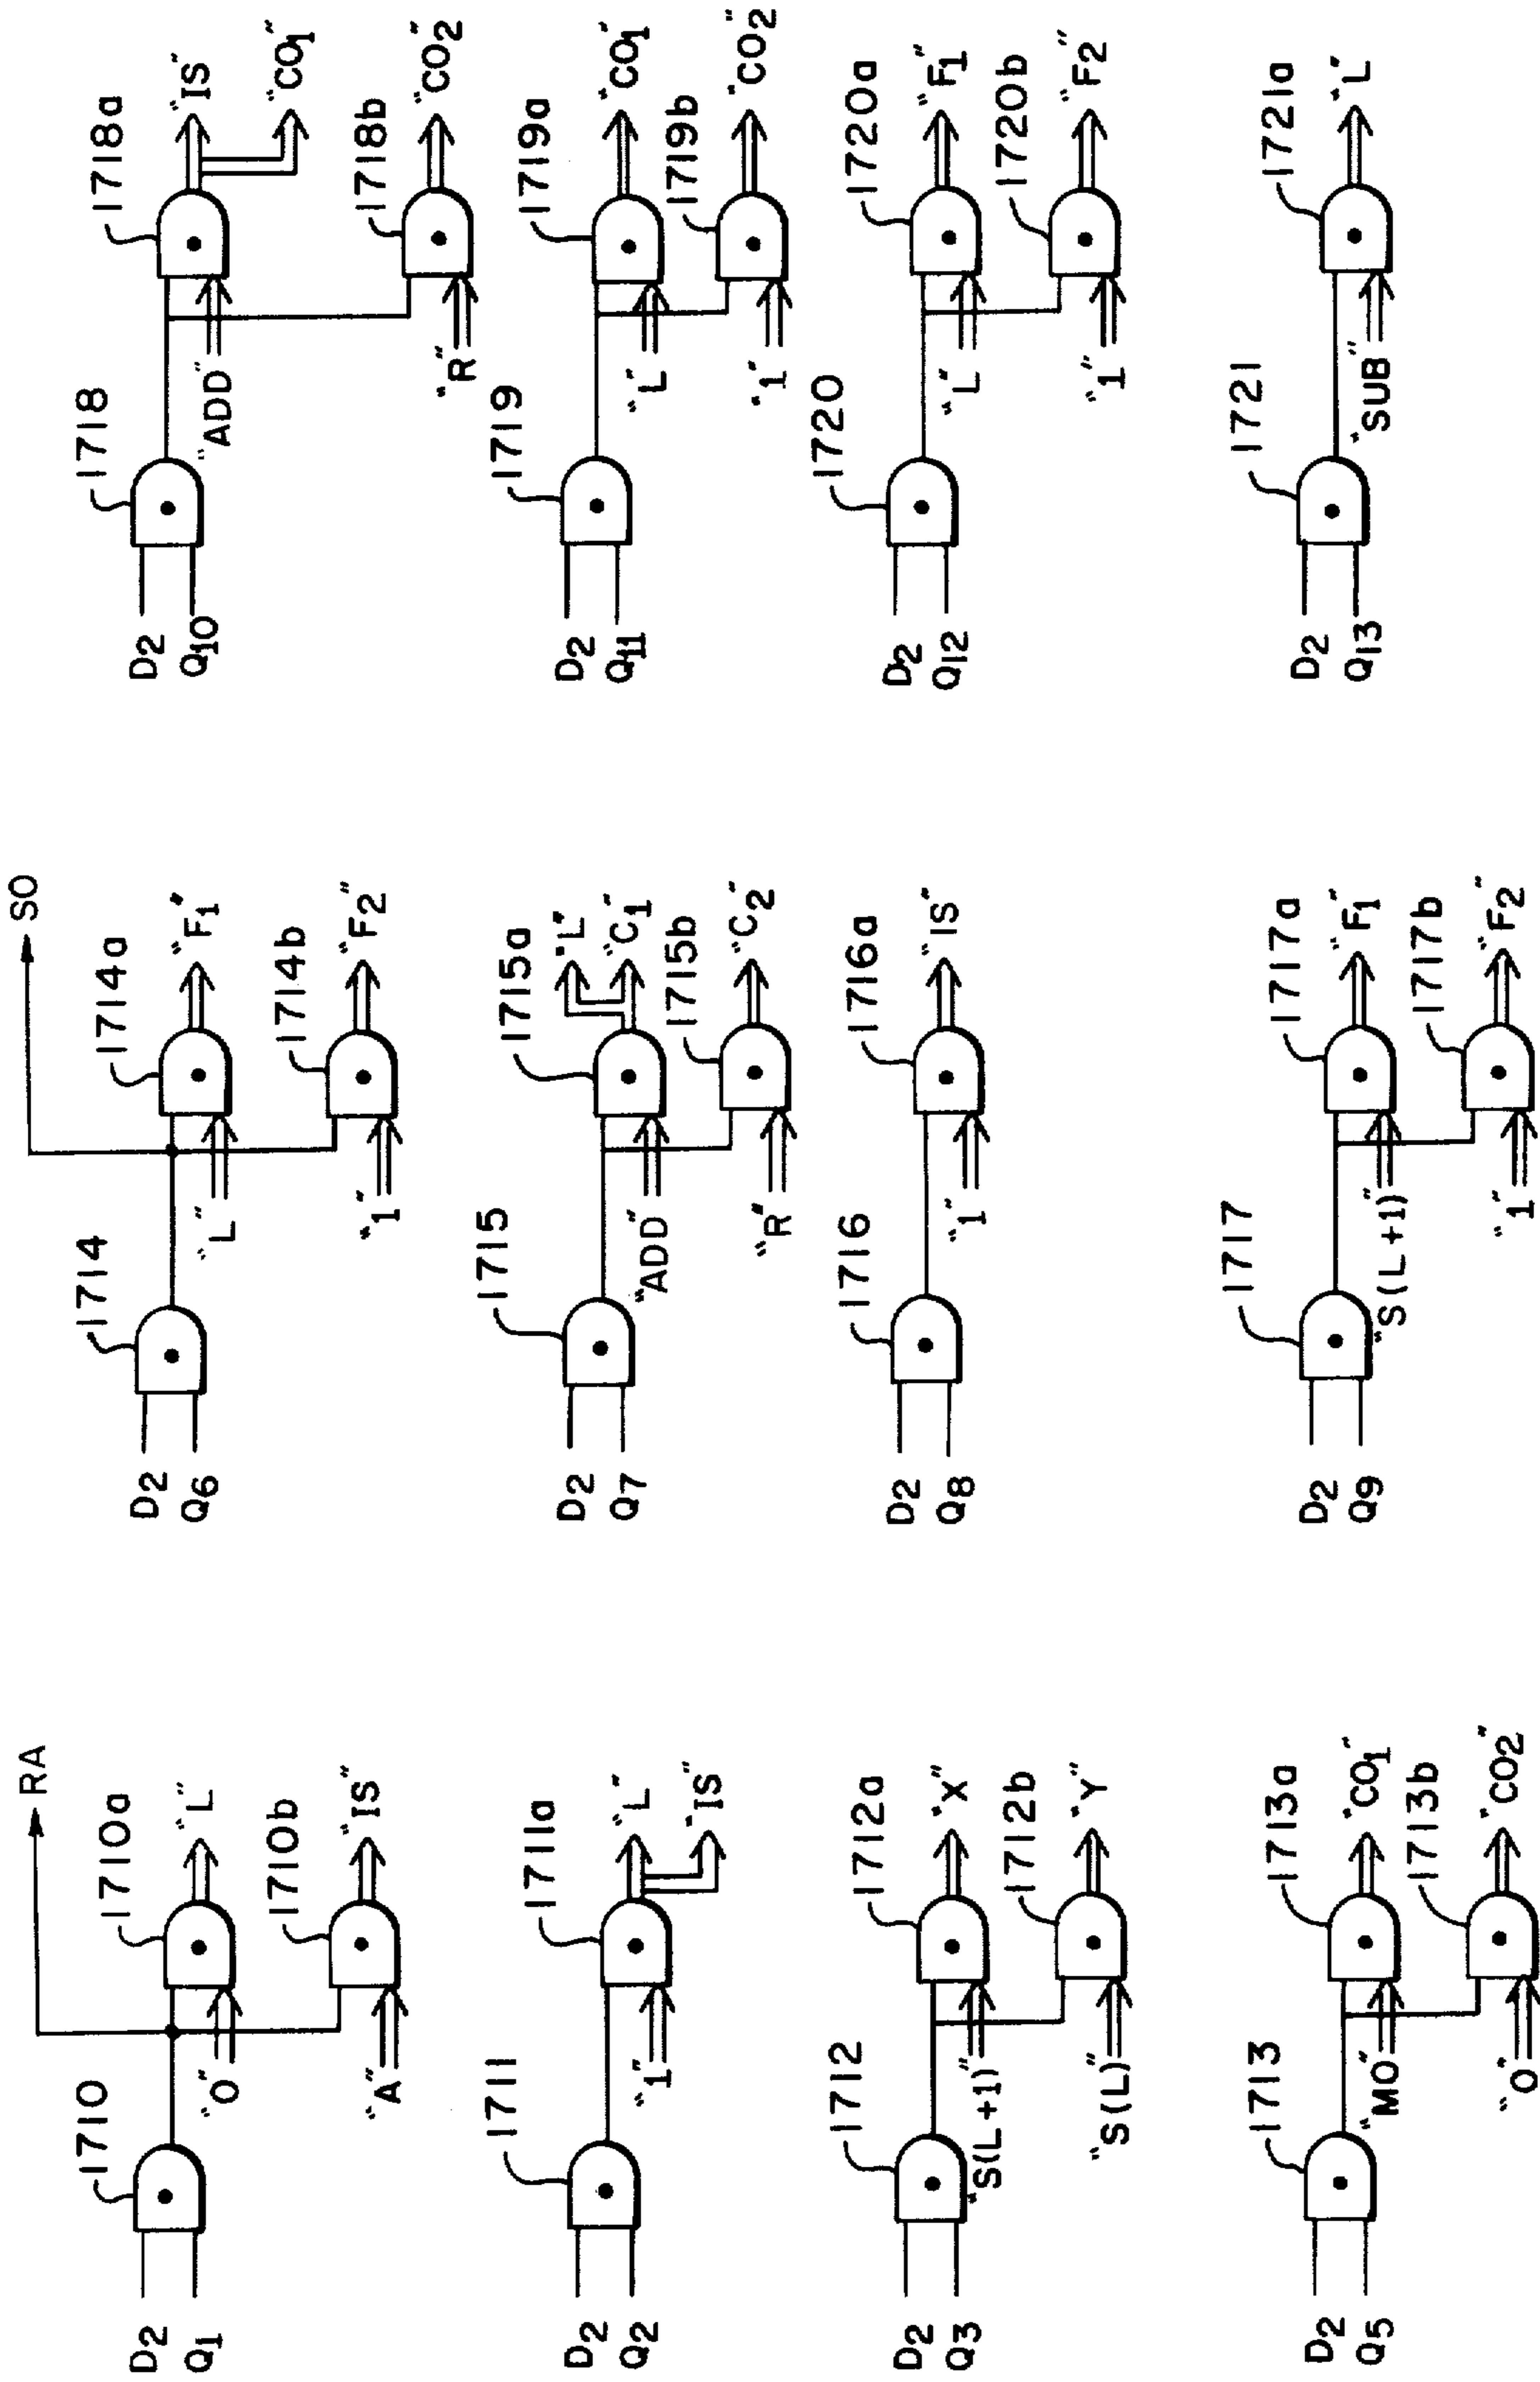 RA
1710
1710a
"L"
"O"
1710b
"IS"
"A"
D2
Q1
1711
1711a
"L"
"IS"
"1"
D2
Q2
1712
1712a
"X"
"S(L+1)"
1712b
"Y"
"S(L)"
D2
Q3
1713
1713a
"CO1"
"MO"
1713b
"CO2"
"O"
D2
Q5
SO
1714
1714a
"F1"
"L"
1714b
"F2"
"1"
D2
Q6
1715
1715a
"L"
"C1"
"ADD"
1715b
"C2"
"R"
D2
Q7
1716
1716a
"IS"
"1"
D2
Q8
1717
1717a
"F1"
"S(L+1)"
1717b
"F2"
"1"
D2
Q9
1718
1718a
"IS"
"CO1"
"ADD"
1718b
"CO2"
"R"
D2
Q10
1719
1719a
"CO1"
"L"
1719b
"CO2"
"1"
D2
Q11
1720
1720a
"F1"
"L"
1720b
"F2"
"1"
D2
Q12
1721
1721a
"L"
"SUB"
D2
Q13